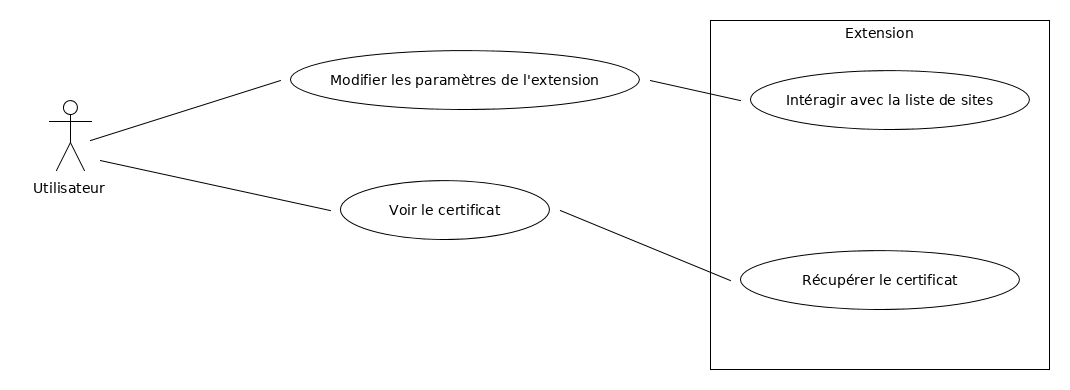 Extension
Modifier les paramètres de l'extension
Intéragir avec la liste de sites
Utilisateur
Voir le certificat
Récupérer le certificat